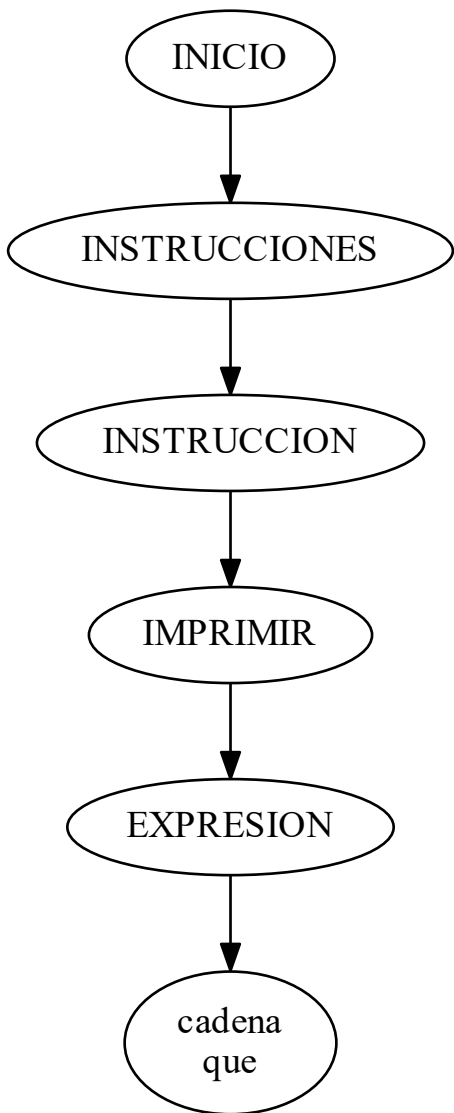 INICIO
INSTRUCCIONES
INSTRUCCION
IMPRIMIR
EXPRESION
cadena
que